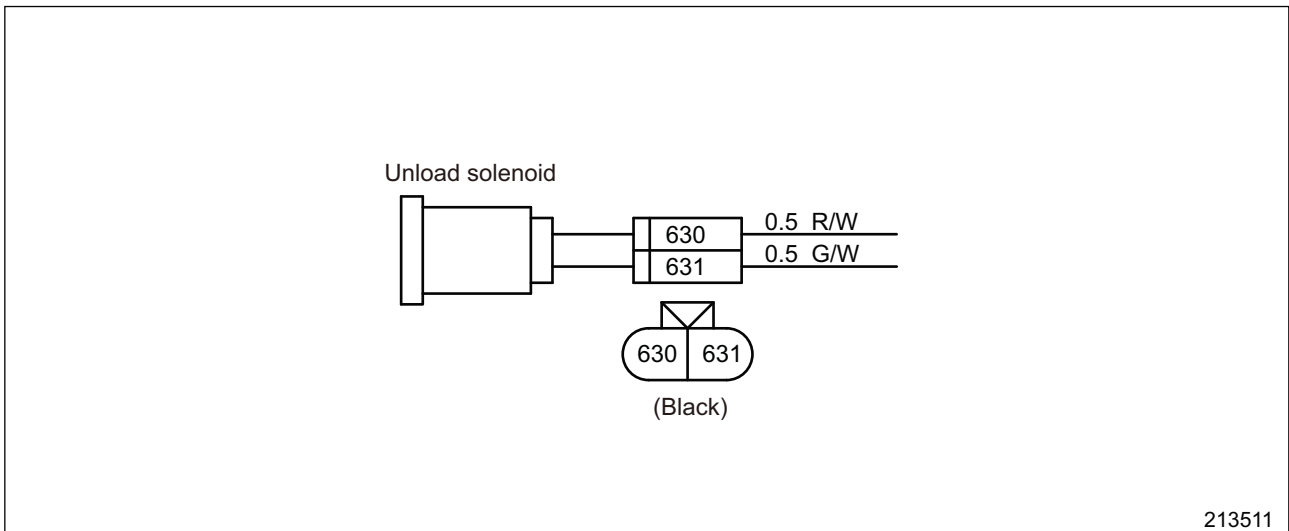 Unload solenoid
630 0.5 R/W
631 0.5 G/W
630 631
(Black)
213511